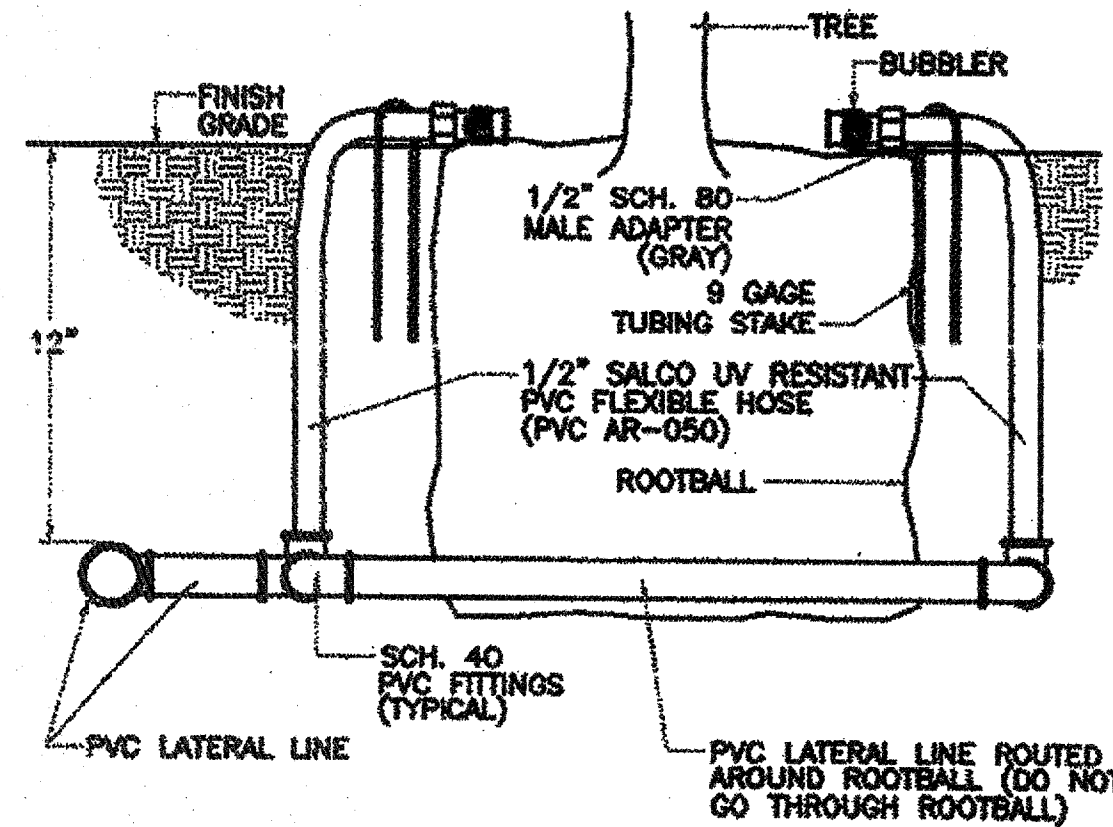 TREE
BUBBLER
FINISH
GRADE
1/2" SCH. 80
MALE ADAPTER
(GRAY)
9 GAGE
TUBING STAKE
12"
1/2" SALCO UV RESISTANT
PVC FLEXIBLE HOSE
(PVC AR-050)
ROOTBALL
SCH. 40
PVC FITTINGS
(TYPICAL)
PVC LATERAL LINE
PVC LATERAL LINE ROUTED
AROUND ROOTBALL (DO NOT
GO THROUGH ROOTBALL)